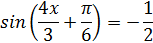 sin(4x/3 + π/6) = −1/2